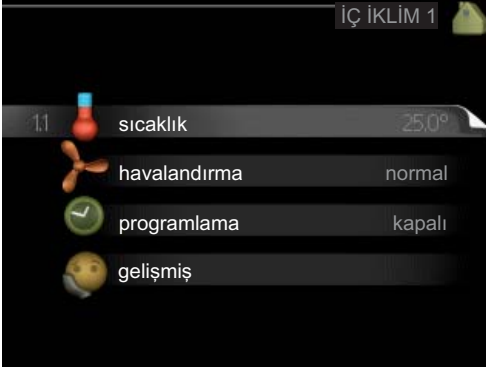 İÇ İKLİM 1
1.1 sıcaklık 25.0°
havalandırma normal
programlama kapalı
gelişmiş